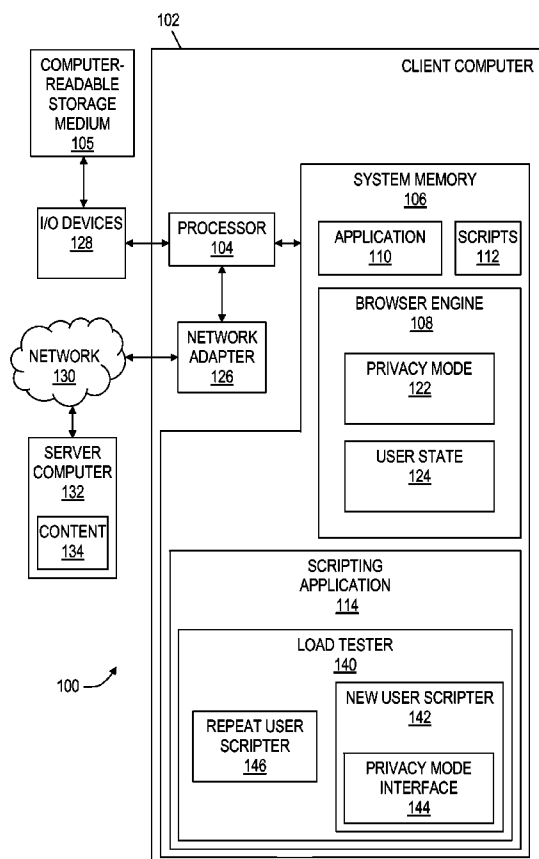 102
CLIENT COMPUTER
COMPUTER-
READABLE
STORAGE
MEDIUM
105
I/O DEVICES
128
PROCESSOR
104
NETWORK
ADAPTER
126
NETWORK
130
SERVER
COMPUTER
132
CONTENT
134
100
SYSTEM MEMORY
106
APPLICATION
110
SCRIPTS
112
BROWSER ENGINE
108
PRIVACY MODE
122
USER STATE
124
SCRIPTING
APPLICATION
114
LOAD TESTER
140
REPEAT USER
SCRIPTER
146
NEW USER SCRIPTER
142
PRIVACY MODE
INTERFACE
144